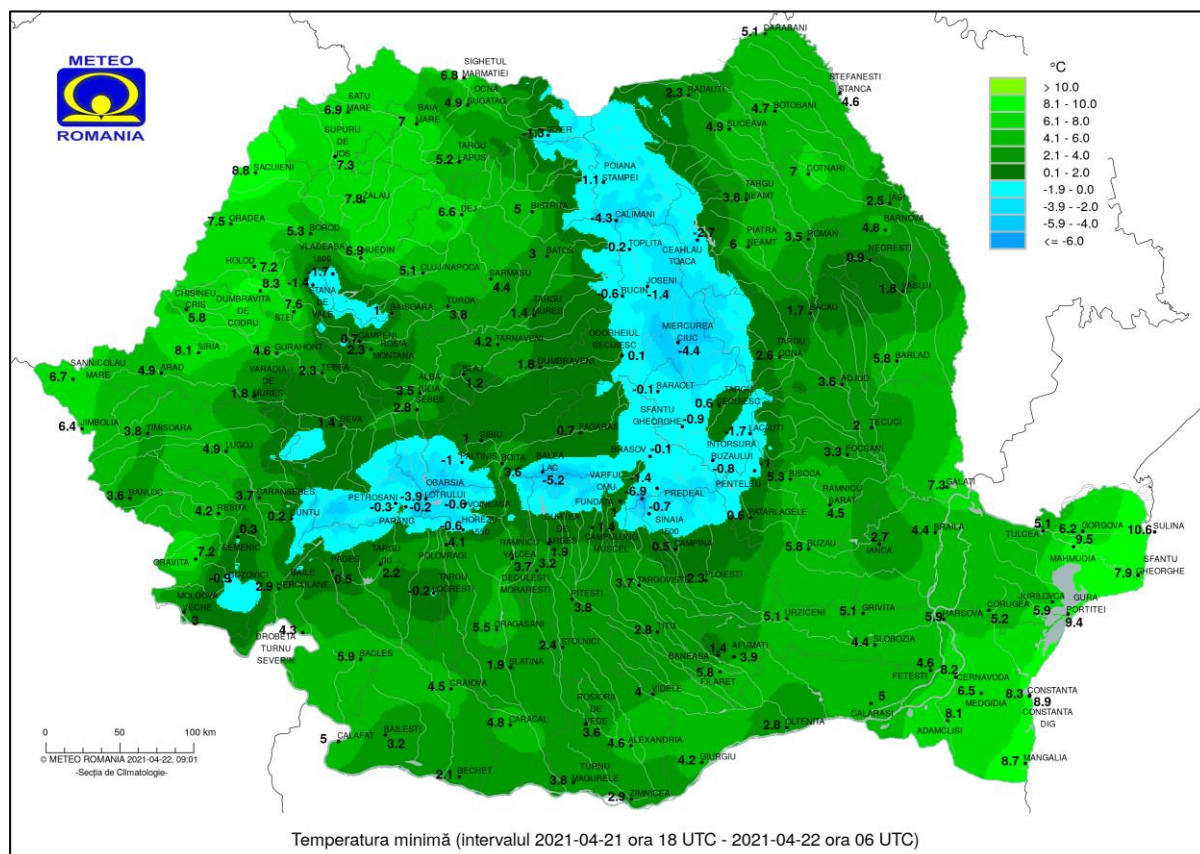 METEO
ROMANIA
°C
> 10.0
8.1 - 10.0
6.1 - 8.0
4.1 - 6.0
2.1 - 4.0
0.1 - 2.0
-1.9 - 0.0
-3.9 - -2.0
-5.9 - -4.0
<= -6.0
5.1 DARABANI
SIGHETUL
MARMATIEI
6.8
OCNA
SUGATAG
4.9
SATU
MARE
6.9
BAIA
MARE
7
2.3 RADAUTI
4.7 BOTOSANI
STEFANESTI
STANCA
4.6
4.9 SUCEAVA
-1.3
SUPURU
DE
JOS
7.3
TARGU
LAPUS
5.2
8.8 SACUIENI
POIANA
STAMPEI
-1.1
7 COTNARI
7.8 ZALAU
TARGU
NEAMT
3.8
2.5 IASI
7.5 ORADEA
6.6 DEJ
5 BISTRITA
-4.3 CALIMANI
BARNOVA
4.8
5.3 BOROD
VLADEASA
1800
-1.7
6.9 HUEDIN
3 BATOS
-0.2 TOPLITA
-2.7
CEAHLAU
TOACA
PIATRA
NEAMT
6
3.5 ROMAN
NEGRESTI
0.9
HOLOD
7.2
5.1 CLUJ-NAPOCA
SARMASU
4.4
JOSENI
-1.4
-0.6 BUCIN
1.8 VASLUI
8.3
DUMBRAVITA
DE
CODRU
-1.4
STANA
DE
VALE
CHISINEU
CRIS
5.8
7.6
STEI
1 BAISOARA
TURDA
3.8
TARGU
MURES
1.4
1.7 BACAU
ODORHEIUL
SECUIESC
0.1
MIERCUREA
CIUC
-4.4
8.1 SIRIA
4.6 GURAHONT
0.7 CAMPENI
2.3
ROSIA
MONTANA
4.2 TARNAVENI
TARGU
OCNA
2.6
5.8 BARLAD
SANNICOLAU
MARE
6.7
4.9 ARAD
VARADIA
DE
MURES
1.8
2.3 TEBEA
BLAJ
1.2
1.8 DUMBRAVENI
ALBA
IULIA
3.5
SEBES
2.8
-0.1 BARAOLT
TARGU
SECUIESC
0.6
3.6 ADJUD
SFANTU
GHEORGHE
-0.9
6.4 JIMBOLIA
3.8 TIMISOARA
1.4 DEVA
0.7 FAGARAS
-1.7 LACAUTI
TECUCI
2
4.9 LUGOJ
1 SIBIU
BRASOV -0.1
INTORSURA
BUZAULUI
-0.8
3.3 FOCSANI
-1 PALTINIS
BOITA
3.6
BALEA
LAC
-5.2
VARFUL
OMU
-6.9
-1.4
PREDEAL
-1
PENTELEU
5.3 BISOCA
7.3 GALATI
3.6 BANLOC
3.7 CARANSEBES
PETROSANI
-0.3
-3.9
OBARSIA
LOTRULUI
-0.2
PARANG
-0.6 VOINEASA
FUNDATA
1
-0.7
SINAIA
1500
RAMNICU
SARAT
4.5
4.2 RESITA
0.2
CUNTU
-0.6
HOREZU
1550
CURTEA
DE
ARGES
1.9
1.4
CAMPULUNG
MUSCEL
0.6 PATARLAGELE
4.4 BRAILA
5.1
TULCEA
6.2 GORGOVA
10.6 SULINA
0.3
SEMENIC
4.1
POLOVRAGI
RAMNICU
VALCEA
3.7
0.5 CAMPINA
5.8 BUZAU
2.7
IANCA
9.5
MAHMUDIA
7.2
ORAVITA
PADES
0.5
TARGU
JIU
2.2
3.2
DEDULESTI
MORARESTI
SFANTU
GHEORGHE
7.9
-0.9 BOZOVICI
BAILE
HERCULANE
2.9
TARGU
LOGRESTI
-0.2
3.7 TARGOVISTE
2.3 PLOIESTI
MOLDOVA
VECHE
3
PITESTI
3.8
5.1 URZICENI
5.1 GRIVITA
5.9 HARSOVA
CORUGEA
5.2
JURILOVCA
5.9
GURA
PORTITEI
9.4
4.3
DROBETA
TURNU
SEVERIN
5.5 DRAGASANI
2.4 STOLNICI
2.8 TITU
4.4 SLOBOZIA
5.9 BACLES
1.9 SLATINA
1.4
BANEASA
AFUMATI
3.9
5.8
FILARET
4.6
FETESTI
8.2
CERNAVODA
4.5
CRAIOVA
ROSIORII
DE
VEDE
3.6
4 VIDELE
5
CALARASI
6.5
MEDGIDIA
8.3 CONSTANTA
8.9
CONSTANTA
DIG
4.8 CARACAL
2.8 OLTENITA
8.1
ADAMCLISI
5 CALAFAT
BAILESTI
3.2
4.6 ALEXANDRIA
4.2 GIURGIU
8.7 MANGALIA
2.1 BECHET
TURNU
MAGURELE
3.8
2.9 ZIMNICEA
0 50 100 km
© METEO ROMANIA 2021-04-22, 09:01
-Secția de Climatologie-
Temperatura minimă (intervalul 2021-04-21 ora 18 UTC - 2021-04-22 ora 06 UTC)